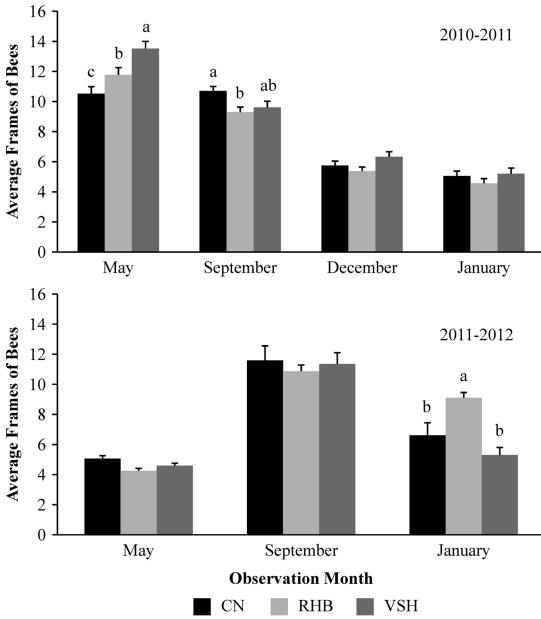 16
14
12
10
8
6
4
2
0
Average Frames of Bees
2010-2011
c b a
a b ab
May September December January
16
14
12
10
8
6
4
2
0
Average Frames of Bees
2011-2012
b a b
May September January
Observation Month
CN RHB VSH